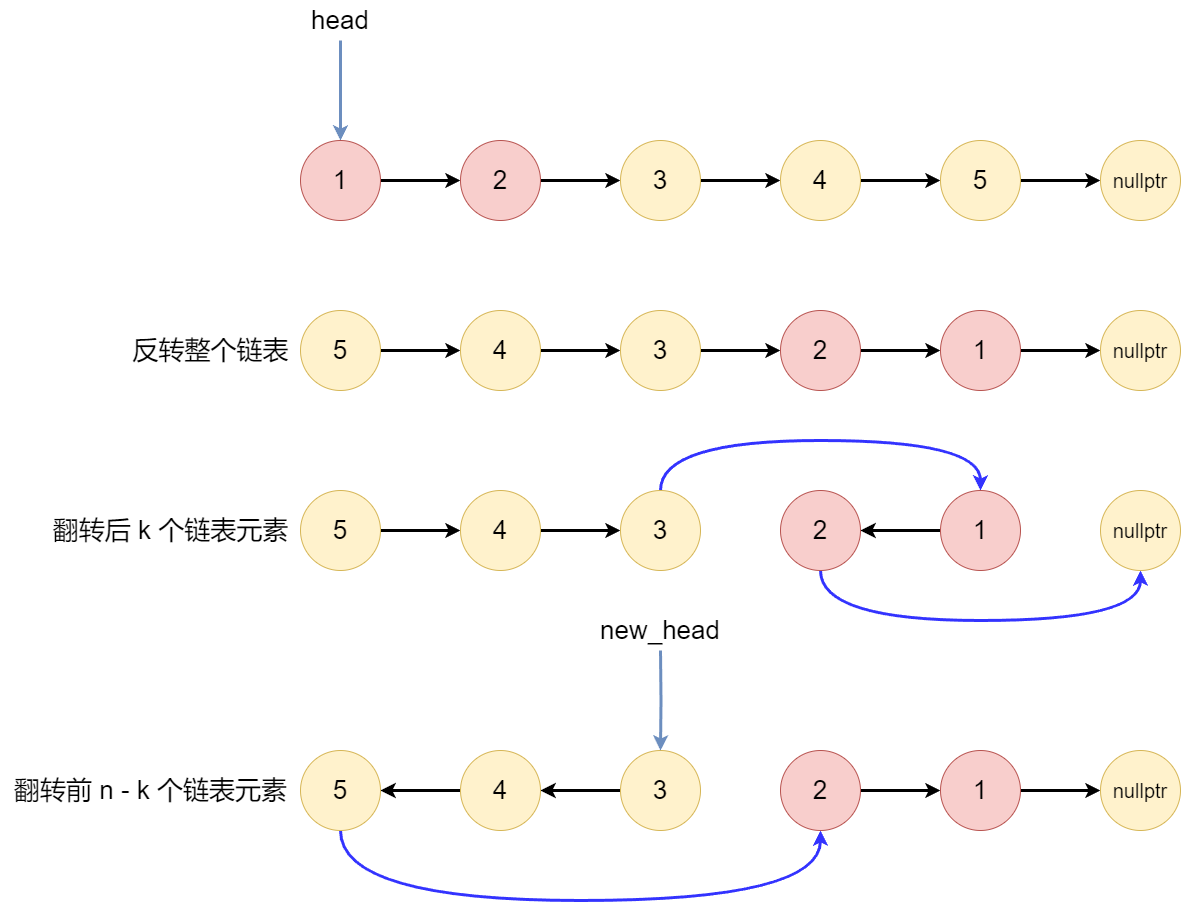 head
1 2 3 4 5 nullptr
反转整个链表 5 4 3 2 1 nullptr
翻转后 k 个链表元素 5 4 3 2 1 nullptr
new_head
翻转前 n - k 个链表元素 5 4 3 2 1 nullptr